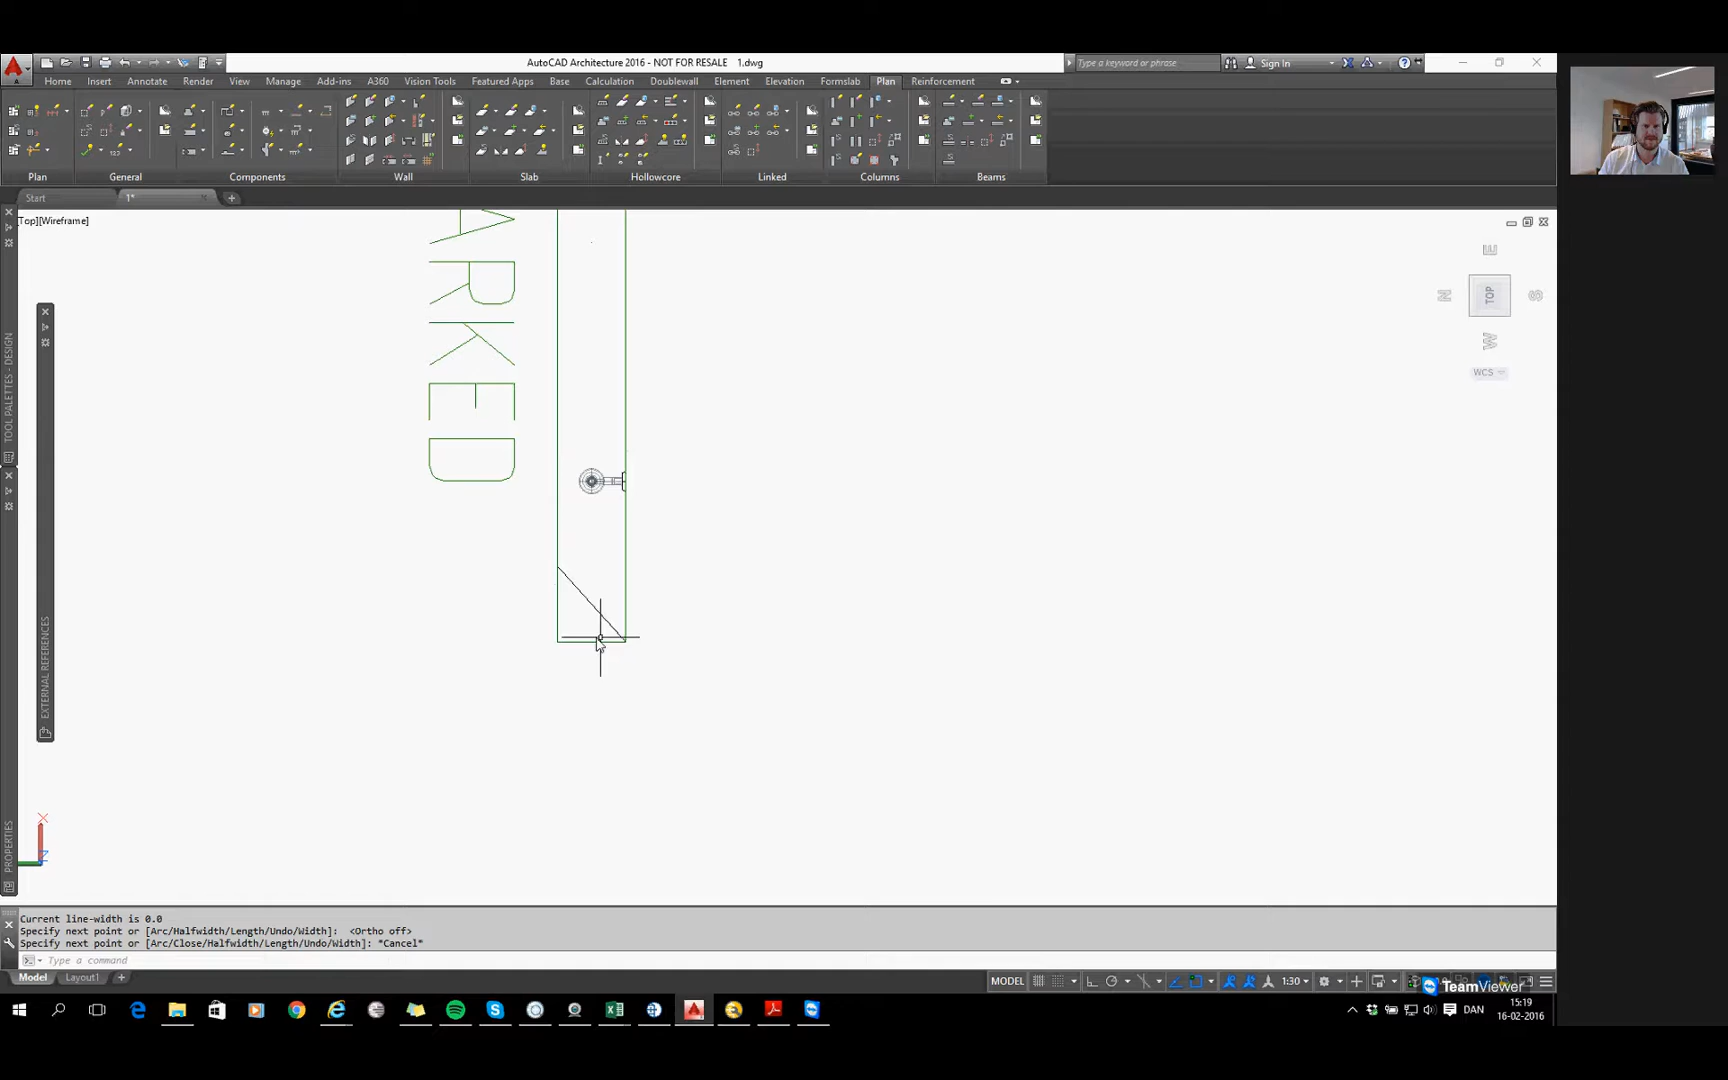 AutoCAD Architecture 2016 - NOT FOR RESALE 1.dwg
Type a keyword or phrase
Sign In
Home Insert Annotate Render View Manage Add-ins A360 Vision Tools Featured Apps Base Calculation Doublewall Element Elevation Formslab Plan Reinforcement
Plan General Components Wall Slab Hollowcore Linked Columns Beams
Start 1*
[Top][Wireframe]
ARKED
E
N TOP S
W
WCS
TOOL PALETTES - DESIGN
EXTERNAL REFERENCES
PROPERTIES
X
Z
Current line-width is 0.0
Specify next point or [Arc/Halfwidth/Length/Undo/Width]: <Ortho off>
Specify next point or [Arc/Close/Halfwidth/Length/Undo/Width]: *Cancel*
Type a command
Model Layout1
MODEL 1:30
TeamViewer
DAN
15:19
16-02-2016